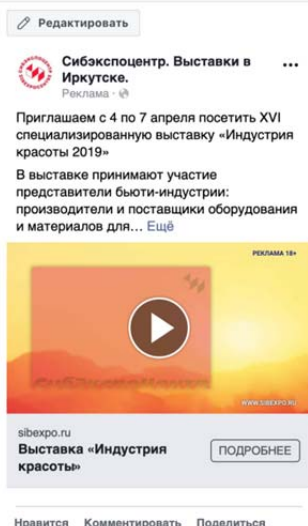 Редактировать
Сибэкспоцентр. Выставки в
Иркутске.
Реклама ·
Приглашаем с 4 по 7 апреля посетить XVI
специализированную выставку «Индустрия
красоты 2019»
В выставке принимают участие
представители бьюти-индустрии:
производители и поставщики оборудования
и материалов для... Ещё
РЕКЛАМА 18+
WWW.SIBEXPO.RU
sibexpo.ru
Выставка «Индустрия
красоты»
ПОДРОБНЕЕ
Нравится Комментировать Поделиться